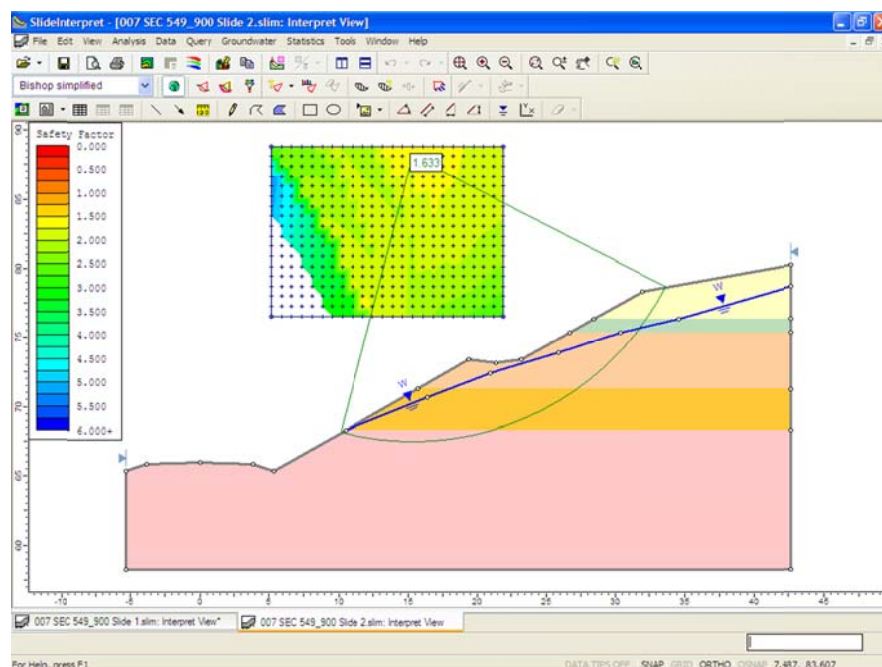 SlideInterpret - [007 SEC 549_900 Slide 2.slim: Interpret View]
File Edit View Analysis Data Query Groundwater Statistics Tools Window Help
Bishop simplified
Safety Factor
0.000
0.500
1.000
1.500
2.000
2.500
3.000
3.500
4.000
4.500
5.000
5.500
6.000+
1.633
W
W
90
85
80
75
70
65
60
-10 -5 0 5 10 15 20 25 30 35 40 45
007 SEC 549_900 Slide 1.slim: Interpret View*
007 SEC 549_900 Slide 2.slim: Interpret View
For Help, press F1
DATA TIPS OFF SNAP GRID ORTHO OSNAP 7.487, 83.607